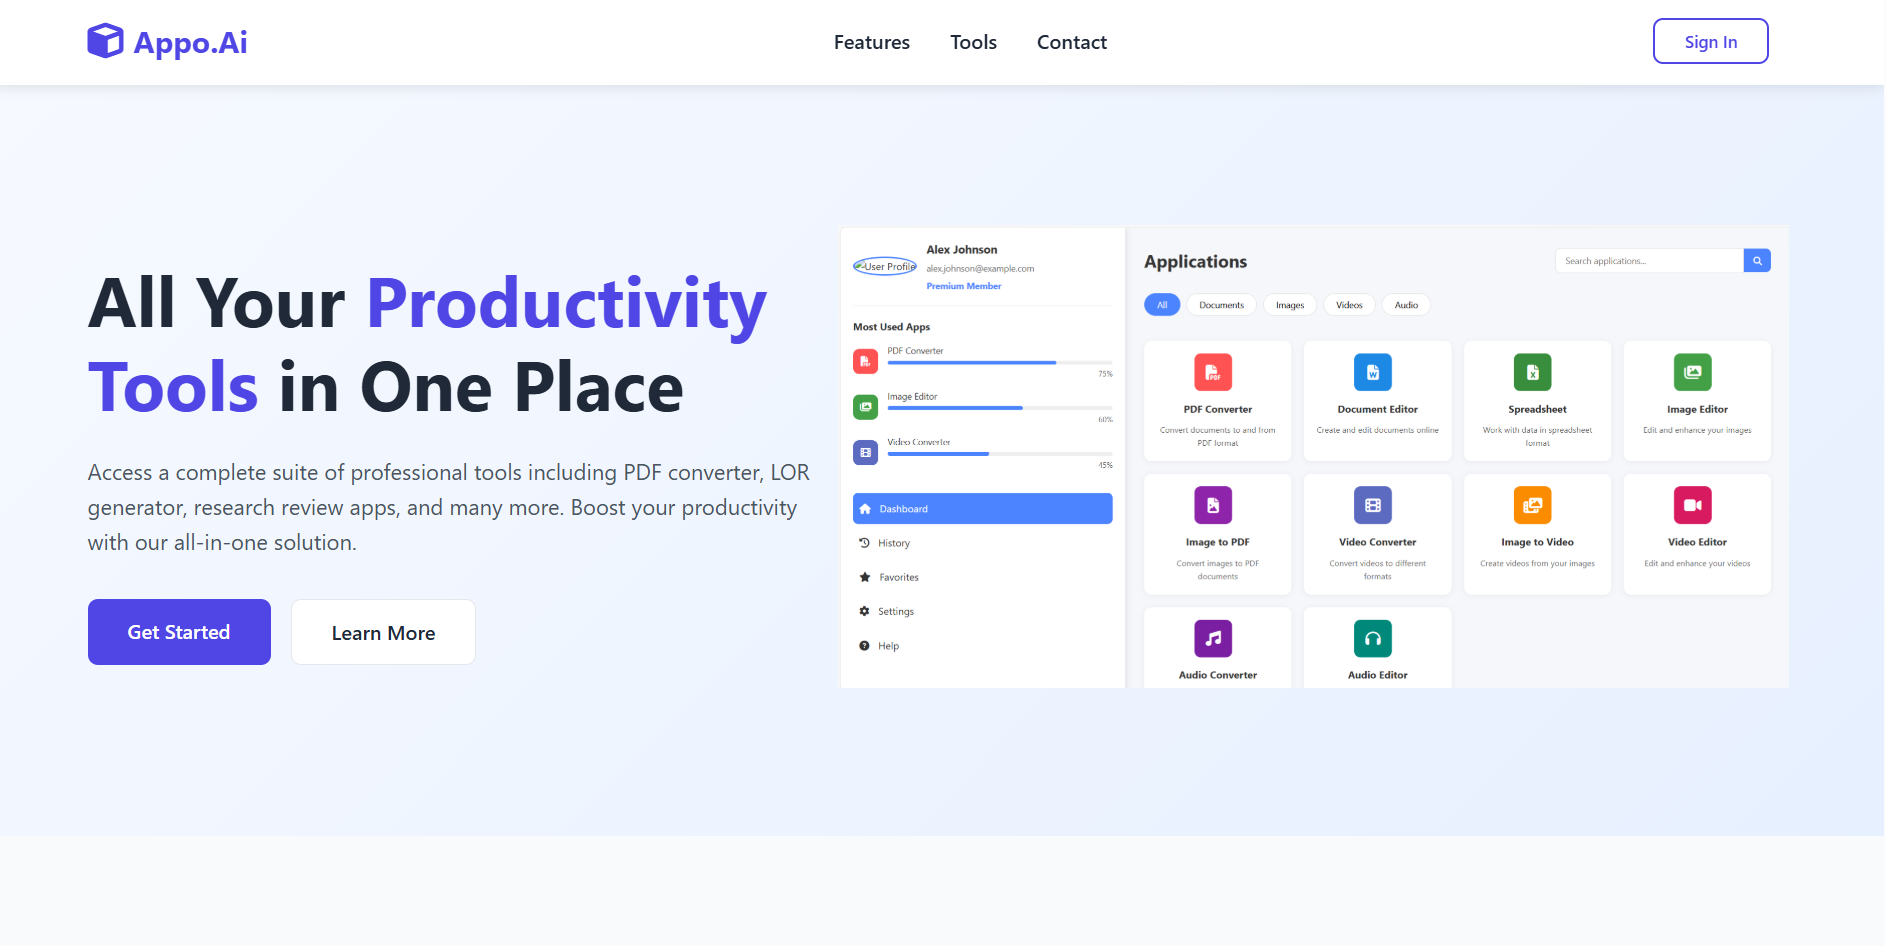 Appo.Ai
Features
Tools
Contact
Sign In
All Your Productivity
Tools in One Place
Access a complete suite of professional tools including PDF converter, LOR
generator, research review apps, and many more. Boost your productivity
with our all-in-one solution.
Get Started
Learn More
User Profile
Alex Johnson
alex.johnson@example.com
Premium Member
Most Used Apps
PDF
PDF Converter
75%
Image Editor
60%
Video Converter
45%
Dashboard
History
Favorites
Settings
Help
Applications
Search applications...
All
Documents
Images
Videos
Audio
PDF
PDF Converter
Convert documents to and from
PDF format
W
Document Editor
Create and edit documents online
X
Spreadsheet
Work with data in spreadsheet
format
Image Editor
Edit and enhance your images
Image to PDF
Convert images to PDF
documents
Video Converter
Convert videos to different
formats
Image to Video
Create videos from your images
Video Editor
Edit and enhance your videos
Audio Converter
Audio Editor